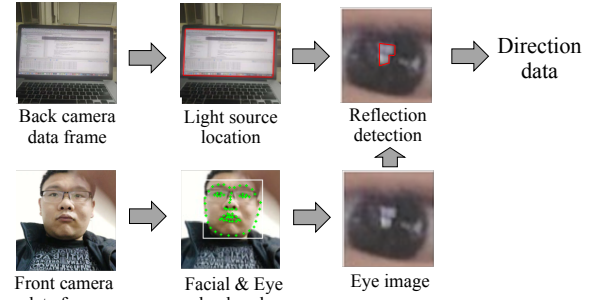 Direction
data
Back camera
data frame
Light source
location
Reflection
detection
Front camera
Facial & Eye
Eye image